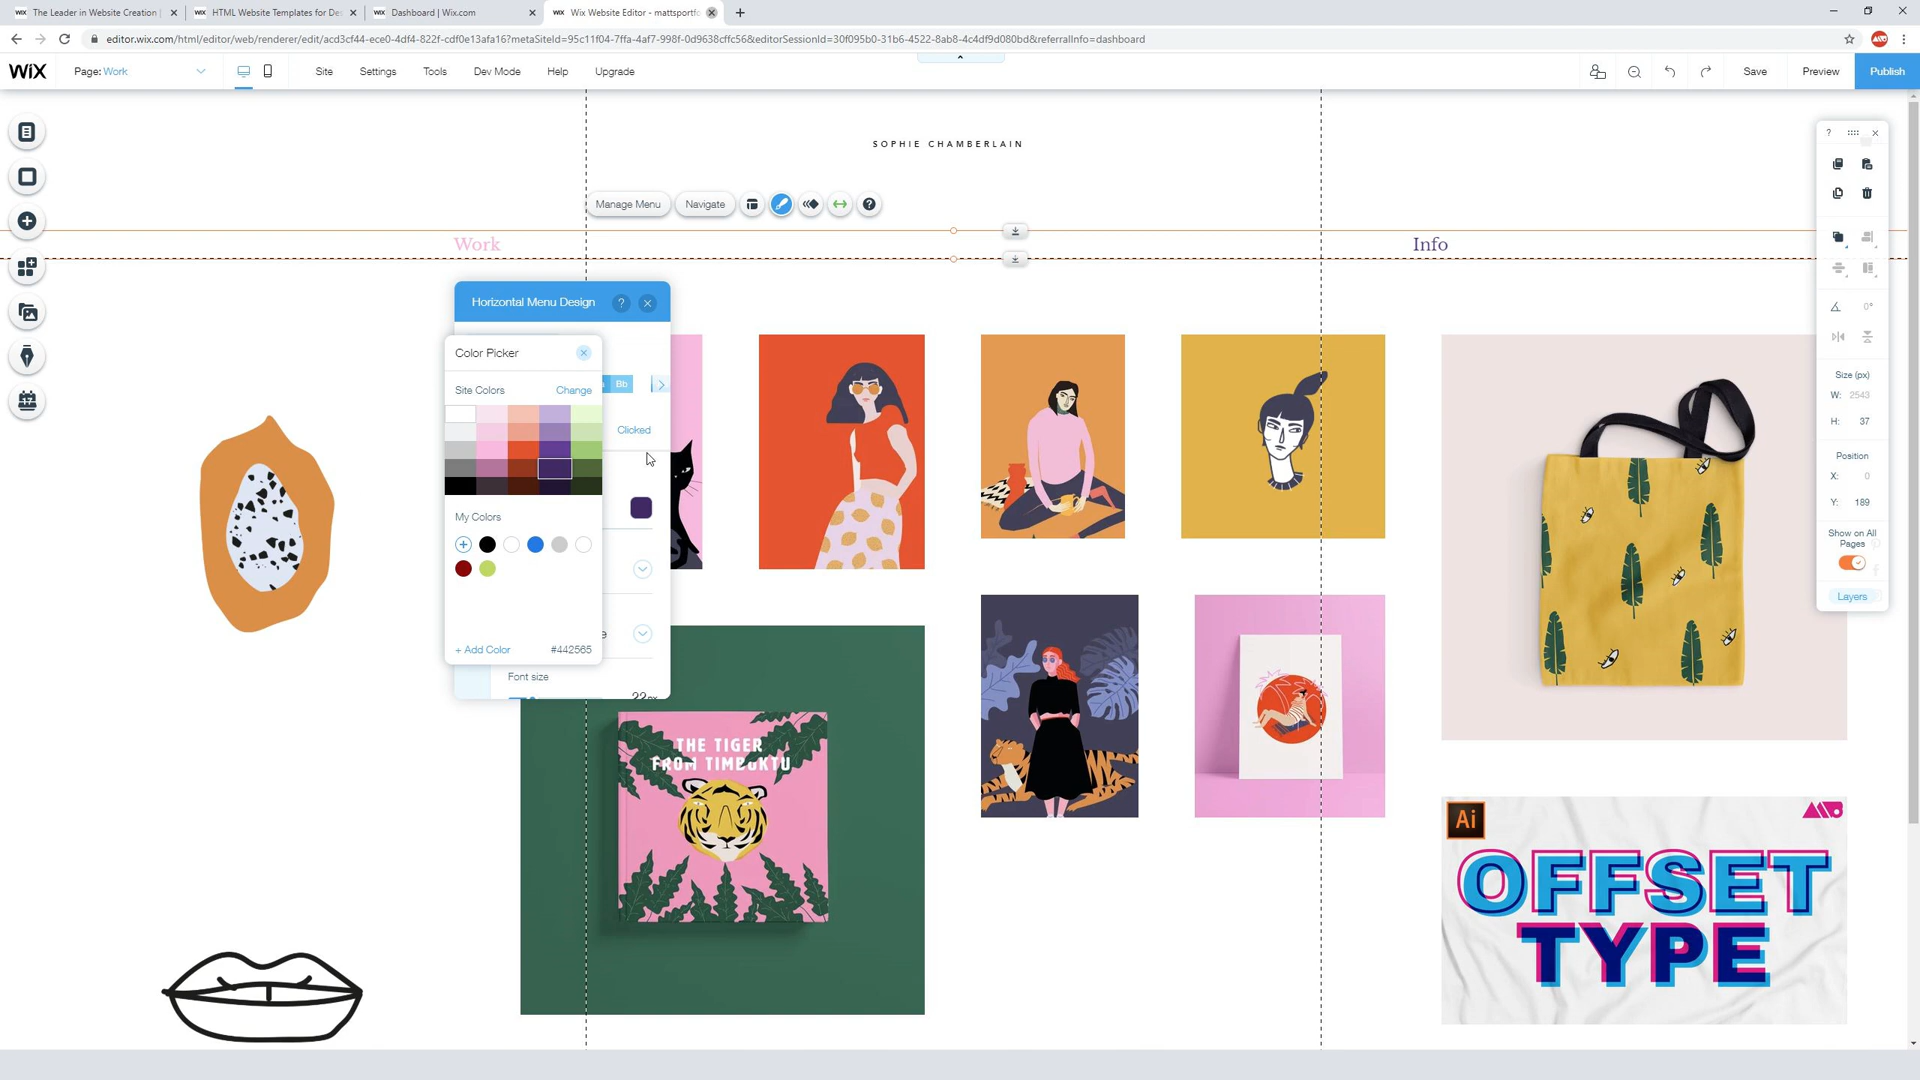 The Leader in Website Creation |
HTML Website Templates for Des
Dashboard | Wix.com
Wix Website Editor - mattsportfo
editor.wix.com/html/editor/web/renderer/edit/acd3cf44-ece0-4df4-822f-cdf0e13afa16?metaSiteId=95c11f04-7ffa-4af7-998f-0d9638cffc56&editorSessionId=30f095b0-31b6-4522-8ab8-4c4df9d080bd&referralInfo=dashboard
WiX
Page: Work
Site
Settings
Tools
Dev Mode
Help
Upgrade
Save
Preview
Publish
SOPHIE CHAMBERLAIN
Manage Menu
Navigate
Work
Info
Horizontal Menu Design
Color Picker
Site Colors
Change
Bb
Clicked
My Colors
+ Add Color
#442565
Font size
22px
Size (px)
W: 2543
H: 37
Position
X: 0
Y: 189
0°
Show on All
Pages
Layers
THE TIGER
FROM TIMBUKTU
Ai
OFFSET
TYPE